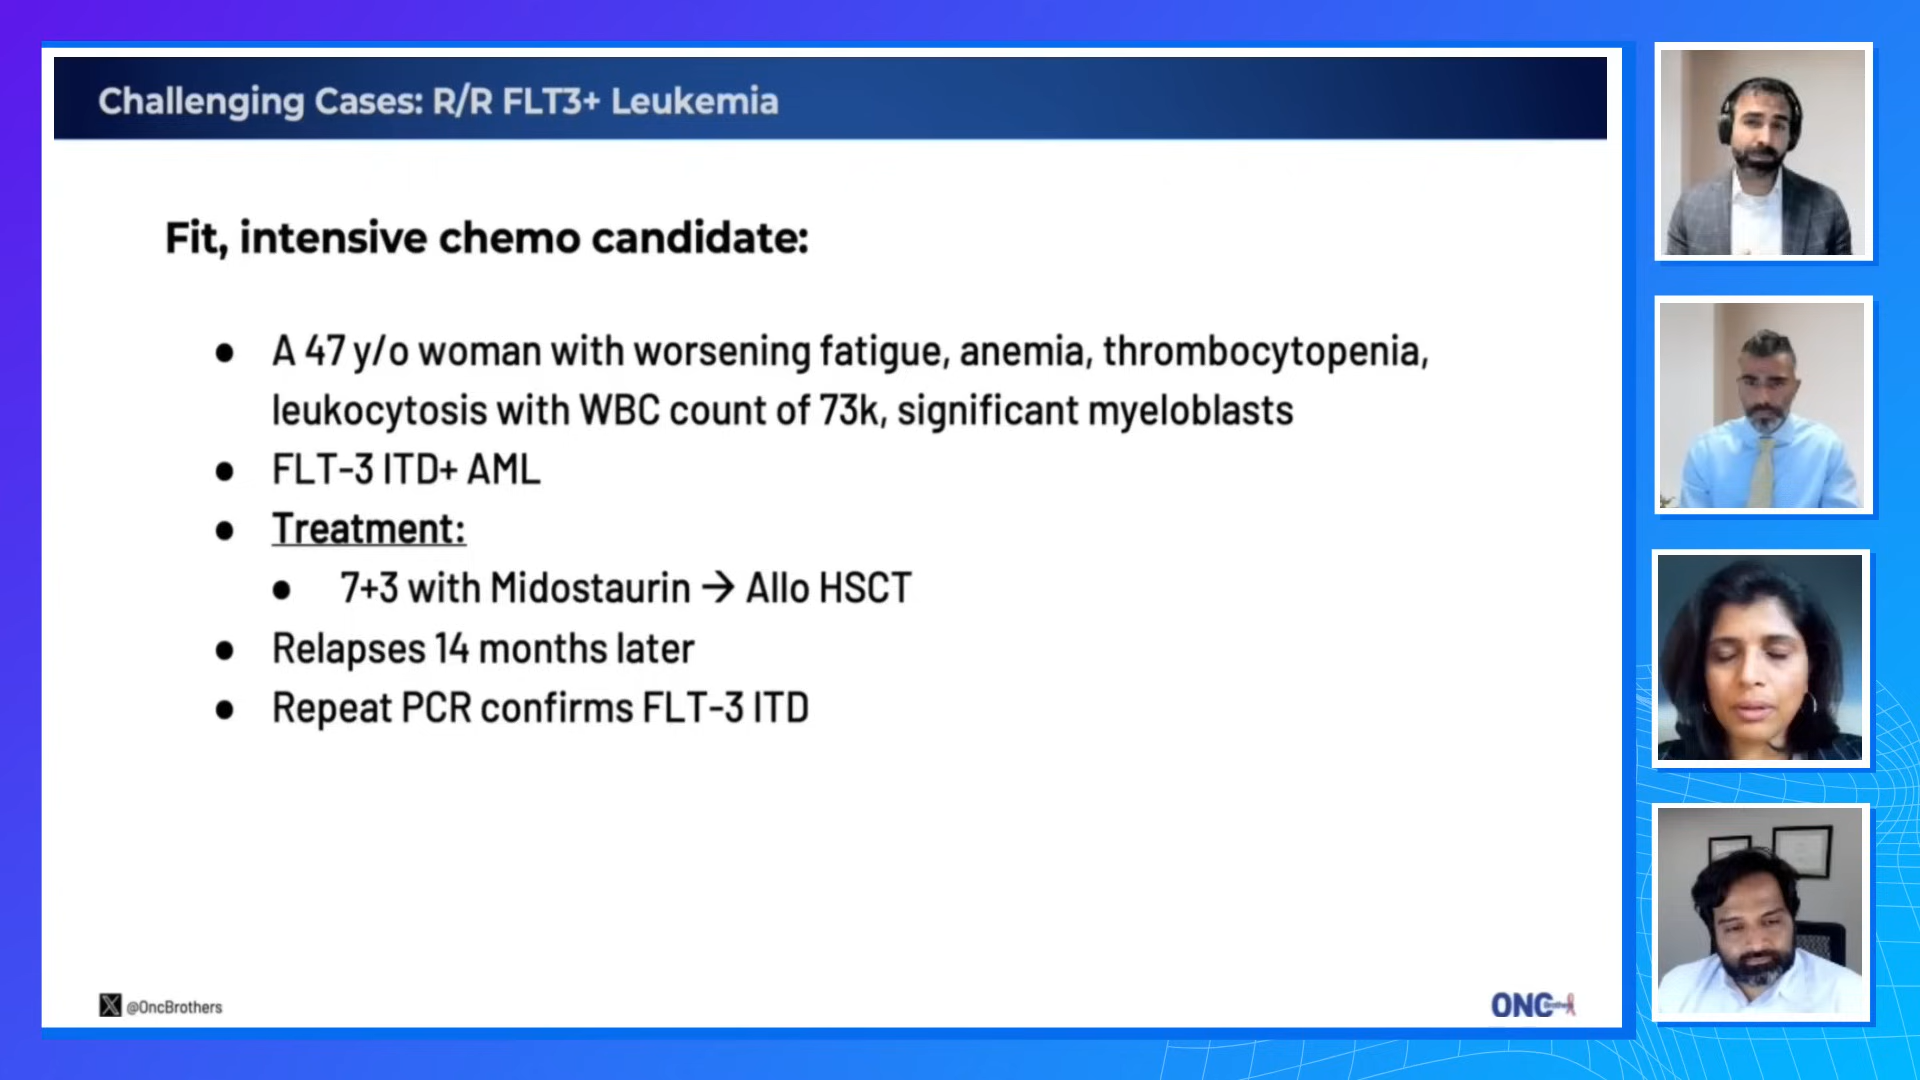 Challenging Cases: R/R FLT3+ Leukemia
Fit, intensive chemo candidate:
● A 47 y/o woman with worsening fatigue, anemia, thrombocytopenia,
leukocytosis with WBC count of 73k, significant myeloblasts
● FLT-3 ITD+ AML
● Treatment:
● 7+3 with Midostaurin → Allo HSCT
● Relapses 14 months later
● Repeat PCR confirms FLT-3 ITD
X @OncBrothers
ONC Brothers